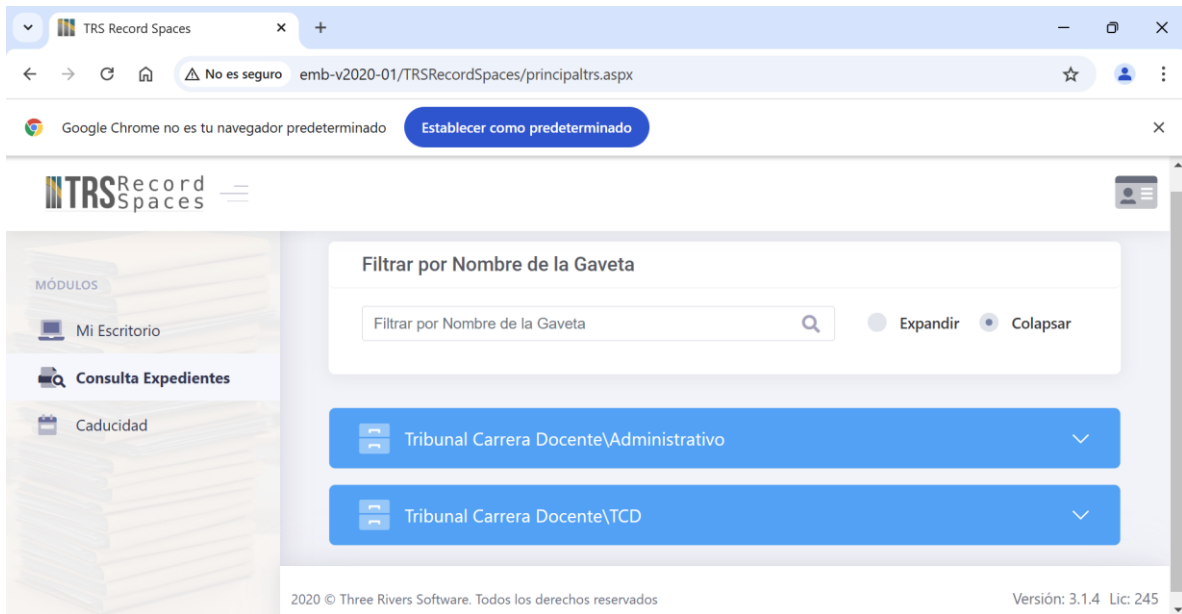 TRS Record Spaces
No es seguro emb-v2020-01/TRSRecordSpaces/principaltrs.aspx
Google Chrome no es tu navegador predeterminado Establecer como predeterminado
TRS Record Spaces
MÓDULOS
Mi Escritorio
Consulta Expedientes
Caducidad
Filtrar por Nombre de la Gaveta
Filtrar por Nombre de la Gaveta Expandir Colapsar
Tribunal Carrera Docente\Administrativo
Tribunal Carrera Docente\TCD
2020 © Three Rivers Software. Todos los derechos reservados Versión: 3.1.4 Lic: 245